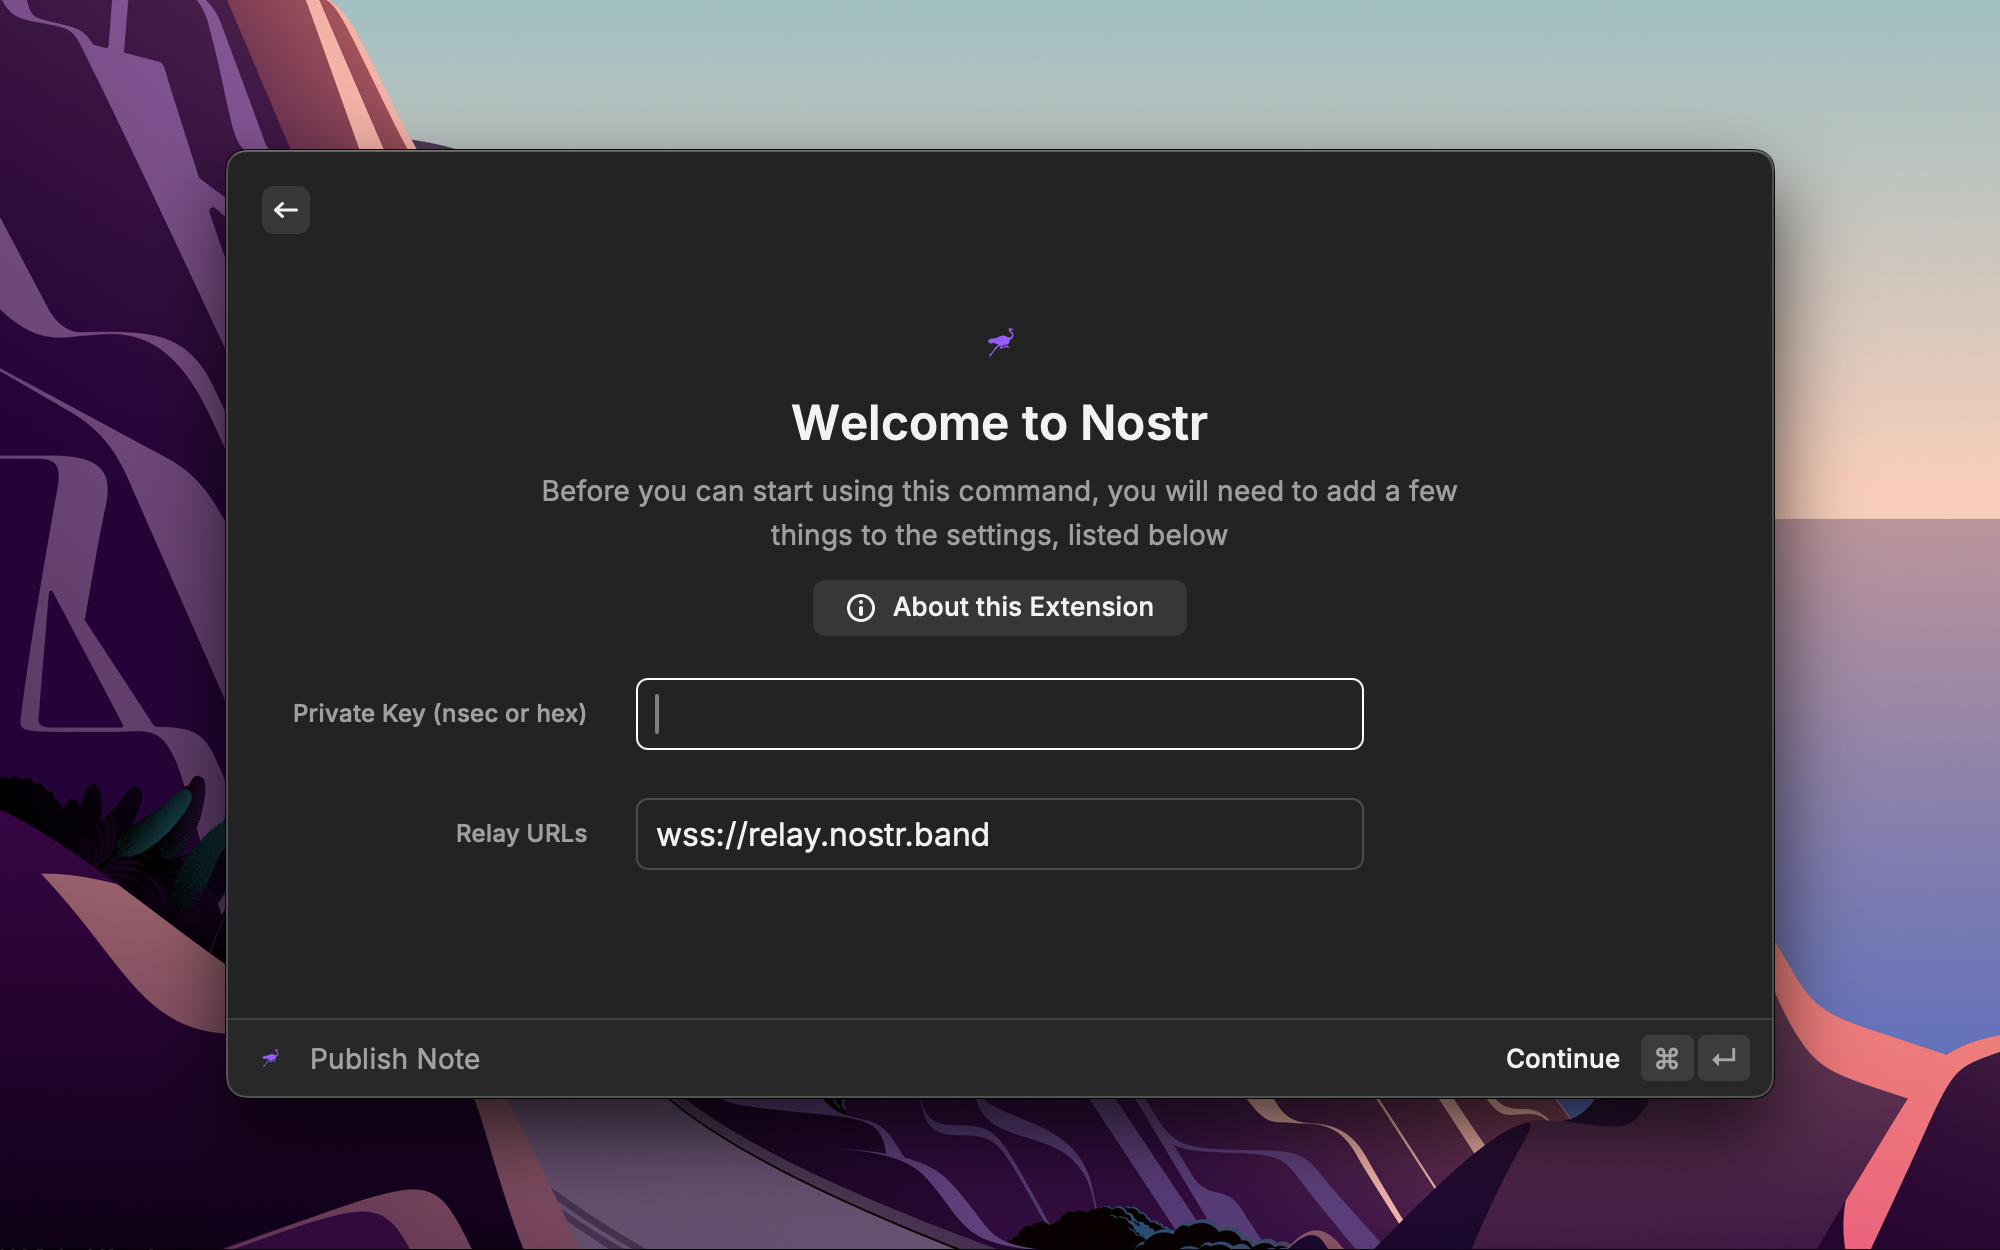 Welcome to Nostr
Before you can start using this command, you will need to add a few
things to the settings, listed below
About this Extension
Private Key (nsec or hex)
Relay URLs
wss://relay.nostr.band
Publish Note
Continue ⌘ ↵